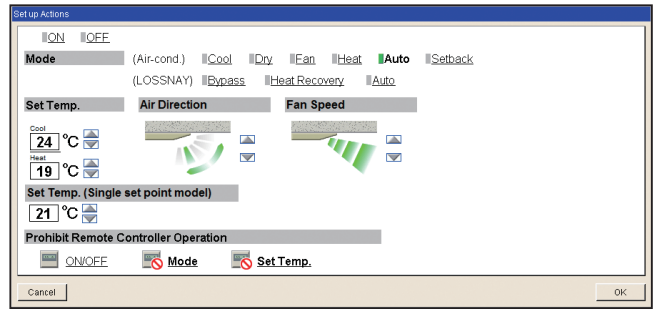 Set up Actions
ON OFF
Mode (Air-cond.) Cool Dry Fan Heat Auto Setback
(LOSSNAY) Bypass Heat Recovery Auto
Set Temp. Air Direction Fan Speed
Cool
24 °C
Heat
19 °C
Set Temp. (Single set point model)
21 °C
Prohibit Remote Controller Operation
ON/OFF Mode Set Temp.
Cancel OK